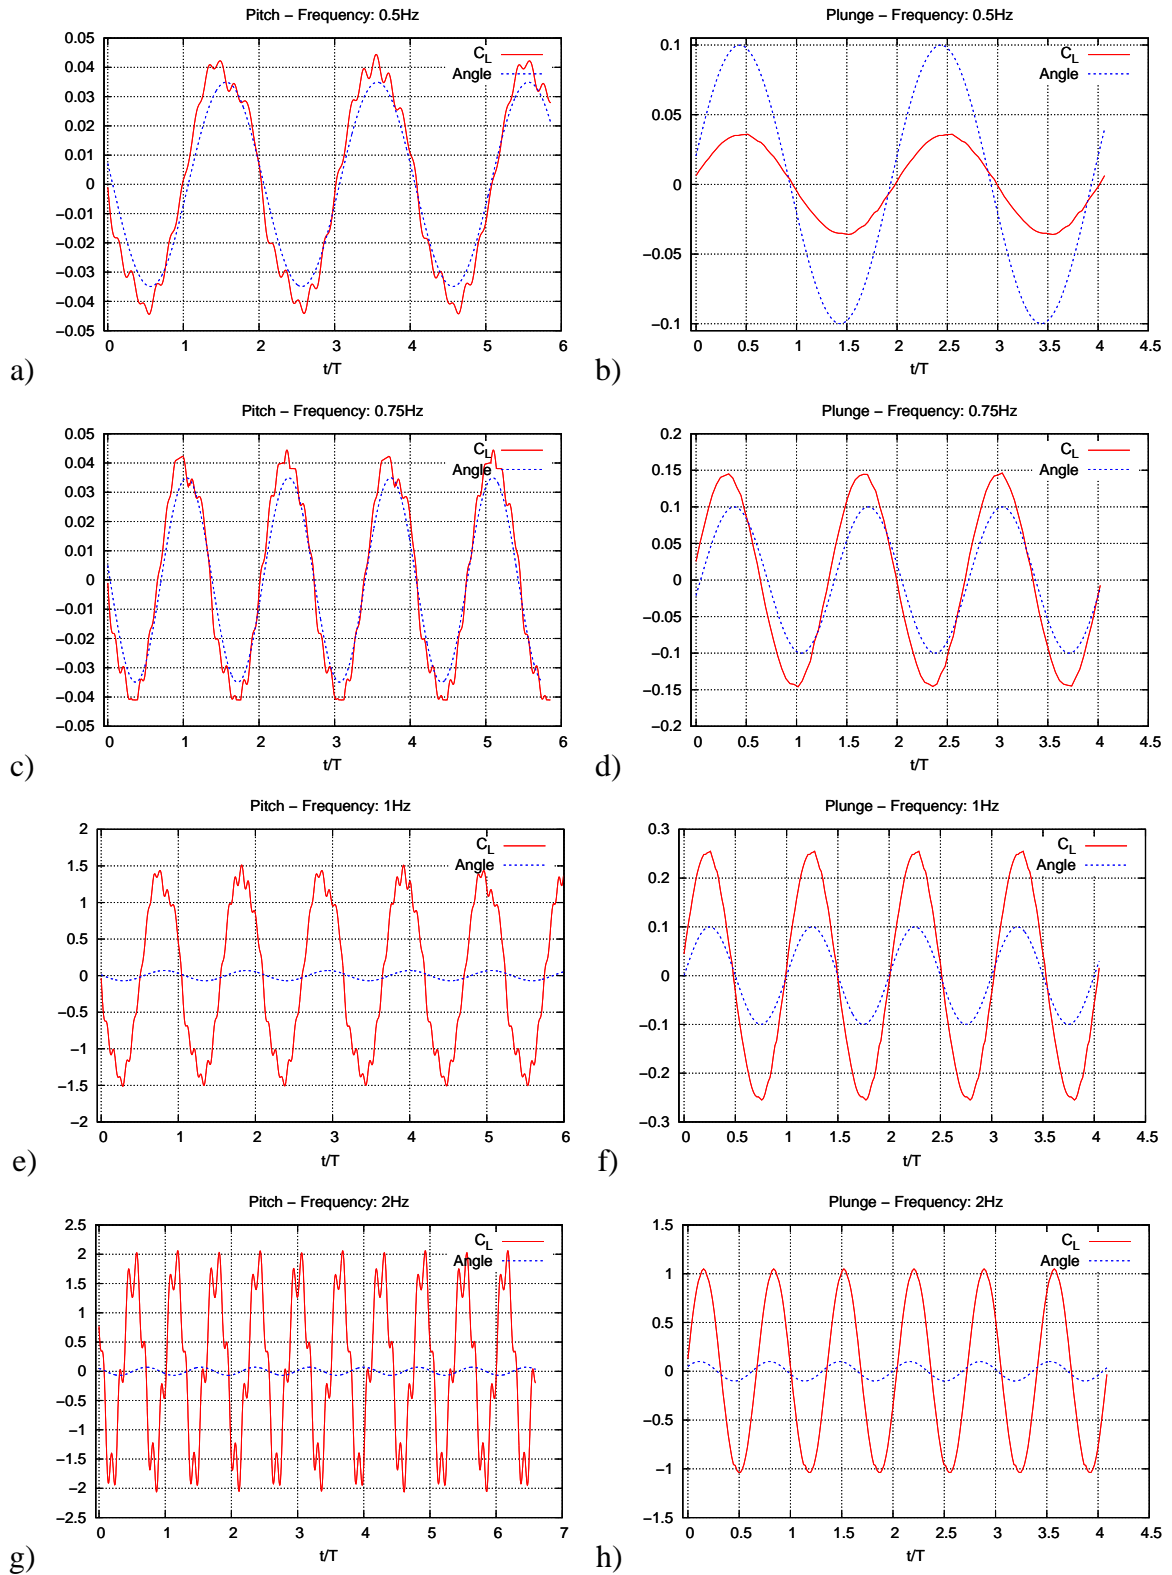 Pitch – Frequency: 0.5Hz
0.05
0.04
0.03
0.02
0.01
0
−0.01
−0.02
−0.03
−0.04
−0.05
C_L
Angle
0 1 2 3 4 5 6
t/T
a)
Plunge – Frequency: 0.5Hz
0.1
0.05
0
−0.05
−0.1
C_L
Angle
0 0.5 1 1.5 2 2.5 3 3.5 4 4.5
t/T
b)
Pitch – Frequency: 0.75Hz
0.05
0.04
0.03
0.02
0.01
0
−0.01
−0.02
−0.03
−0.04
−0.05
C_L
Angle
0 1 2 3 4 5 6
t/T
c)
Plunge – Frequency: 0.75Hz
0.2
0.15
0.1
0.05
0
−0.05
−0.1
−0.15
−0.2
C_L
Angle
0 0.5 1 1.5 2 2.5 3 3.5 4 4.5
t/T
d)
Pitch – Frequency: 1Hz
2
1.5
1
0.5
0
−0.5
−1
−1.5
−2
C_L
Angle
0 1 2 3 4 5 6
t/T
e)
Plunge – Frequency: 1Hz
0.3
0.2
0.1
0
−0.1
−0.2
−0.3
C_L
Angle
0 0.5 1 1.5 2 2.5 3 3.5 4 4.5
t/T
f)
Pitch – Frequency: 2Hz
2.5
2
1.5
1
0.5
0
−0.5
−1
−1.5
−2
−2.5
C_L
Angle
0 1 2 3 4 5 6 7
t/T
g)
Plunge – Frequency: 2Hz
1.5
1
0.5
0
−0.5
−1
−1.5
C_L
Angle
0 0.5 1 1.5 2 2.5 3 3.5 4 4.5
t/T
h)